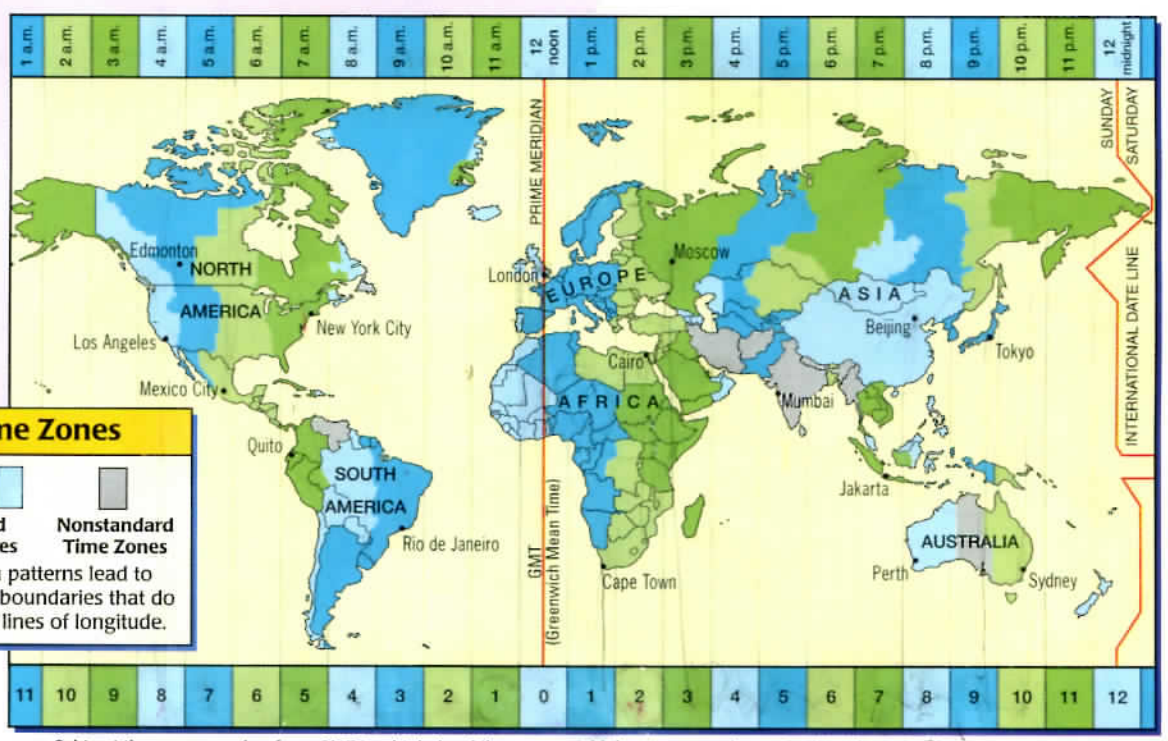 1 a.m.
2 a.m.
3 a.m.
4 a.m.
5 a.m.
6 a.m.
7 a.m.
8 a.m.
9 a.m.
10 a.m.
11 a.m.
12 noon
1 p.m.
2 p.m.
3 p.m.
4 p.m.
5 p.m.
6 p.m.
7 p.m.
8 p.m.
9 p.m.
10 p.m.
11 p.m.
12 midnight
PRIME MERIDIAN
SUNDAY
SATURDAY
INTERNATIONAL DATE LINE
Edmonton
NORTH
AMERICA
New York City
Los Angeles
Mexico City
London
EUROPE
Moscow
ASIA
Beijing
Tokyo
Cairo
AFRICA
Mumbai
Quito
SOUTH
AMERICA
Rio de Janeiro
Jakarta
AUSTRALIA
Perth
Sydney
Cape Town
GMT
(Greenwich Mean Time)
me Zones
d
es
Nonstandard
Time Zones
patterns lead to
boundaries that do
lines of longitude.
11
10
9
8
7
6
5
4
3
2
1
0
1
2
3
4
5
6
7
8
9
10
11
12